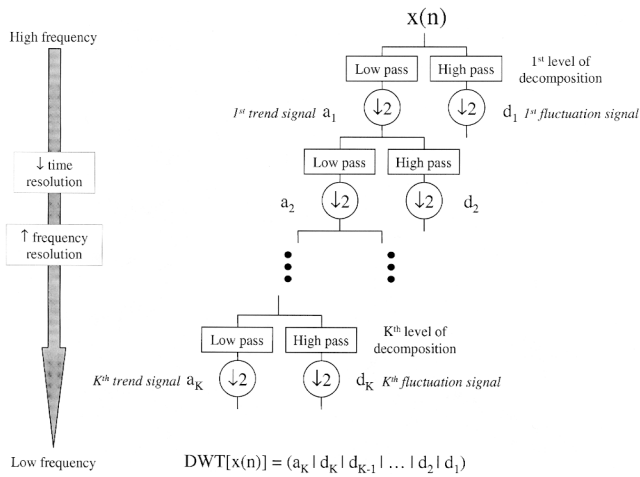 x(n)
High frequency
Low pass
High pass
1st level of
decomposition
↓2
↓2
1st trend signal a1
d1 1st fluctuation signal
Low pass
High pass
↓ time
resolution
a2
↓2
↓2
d2
↑ frequency
resolution
Low pass
High pass
Kth level of
decomposition
Kth trend signal aK
↓2
↓2
dK Kth fluctuation signal
Low frequency
DWT[x(n)] = (aK | dK | dK-1 | … | d2 | d1)